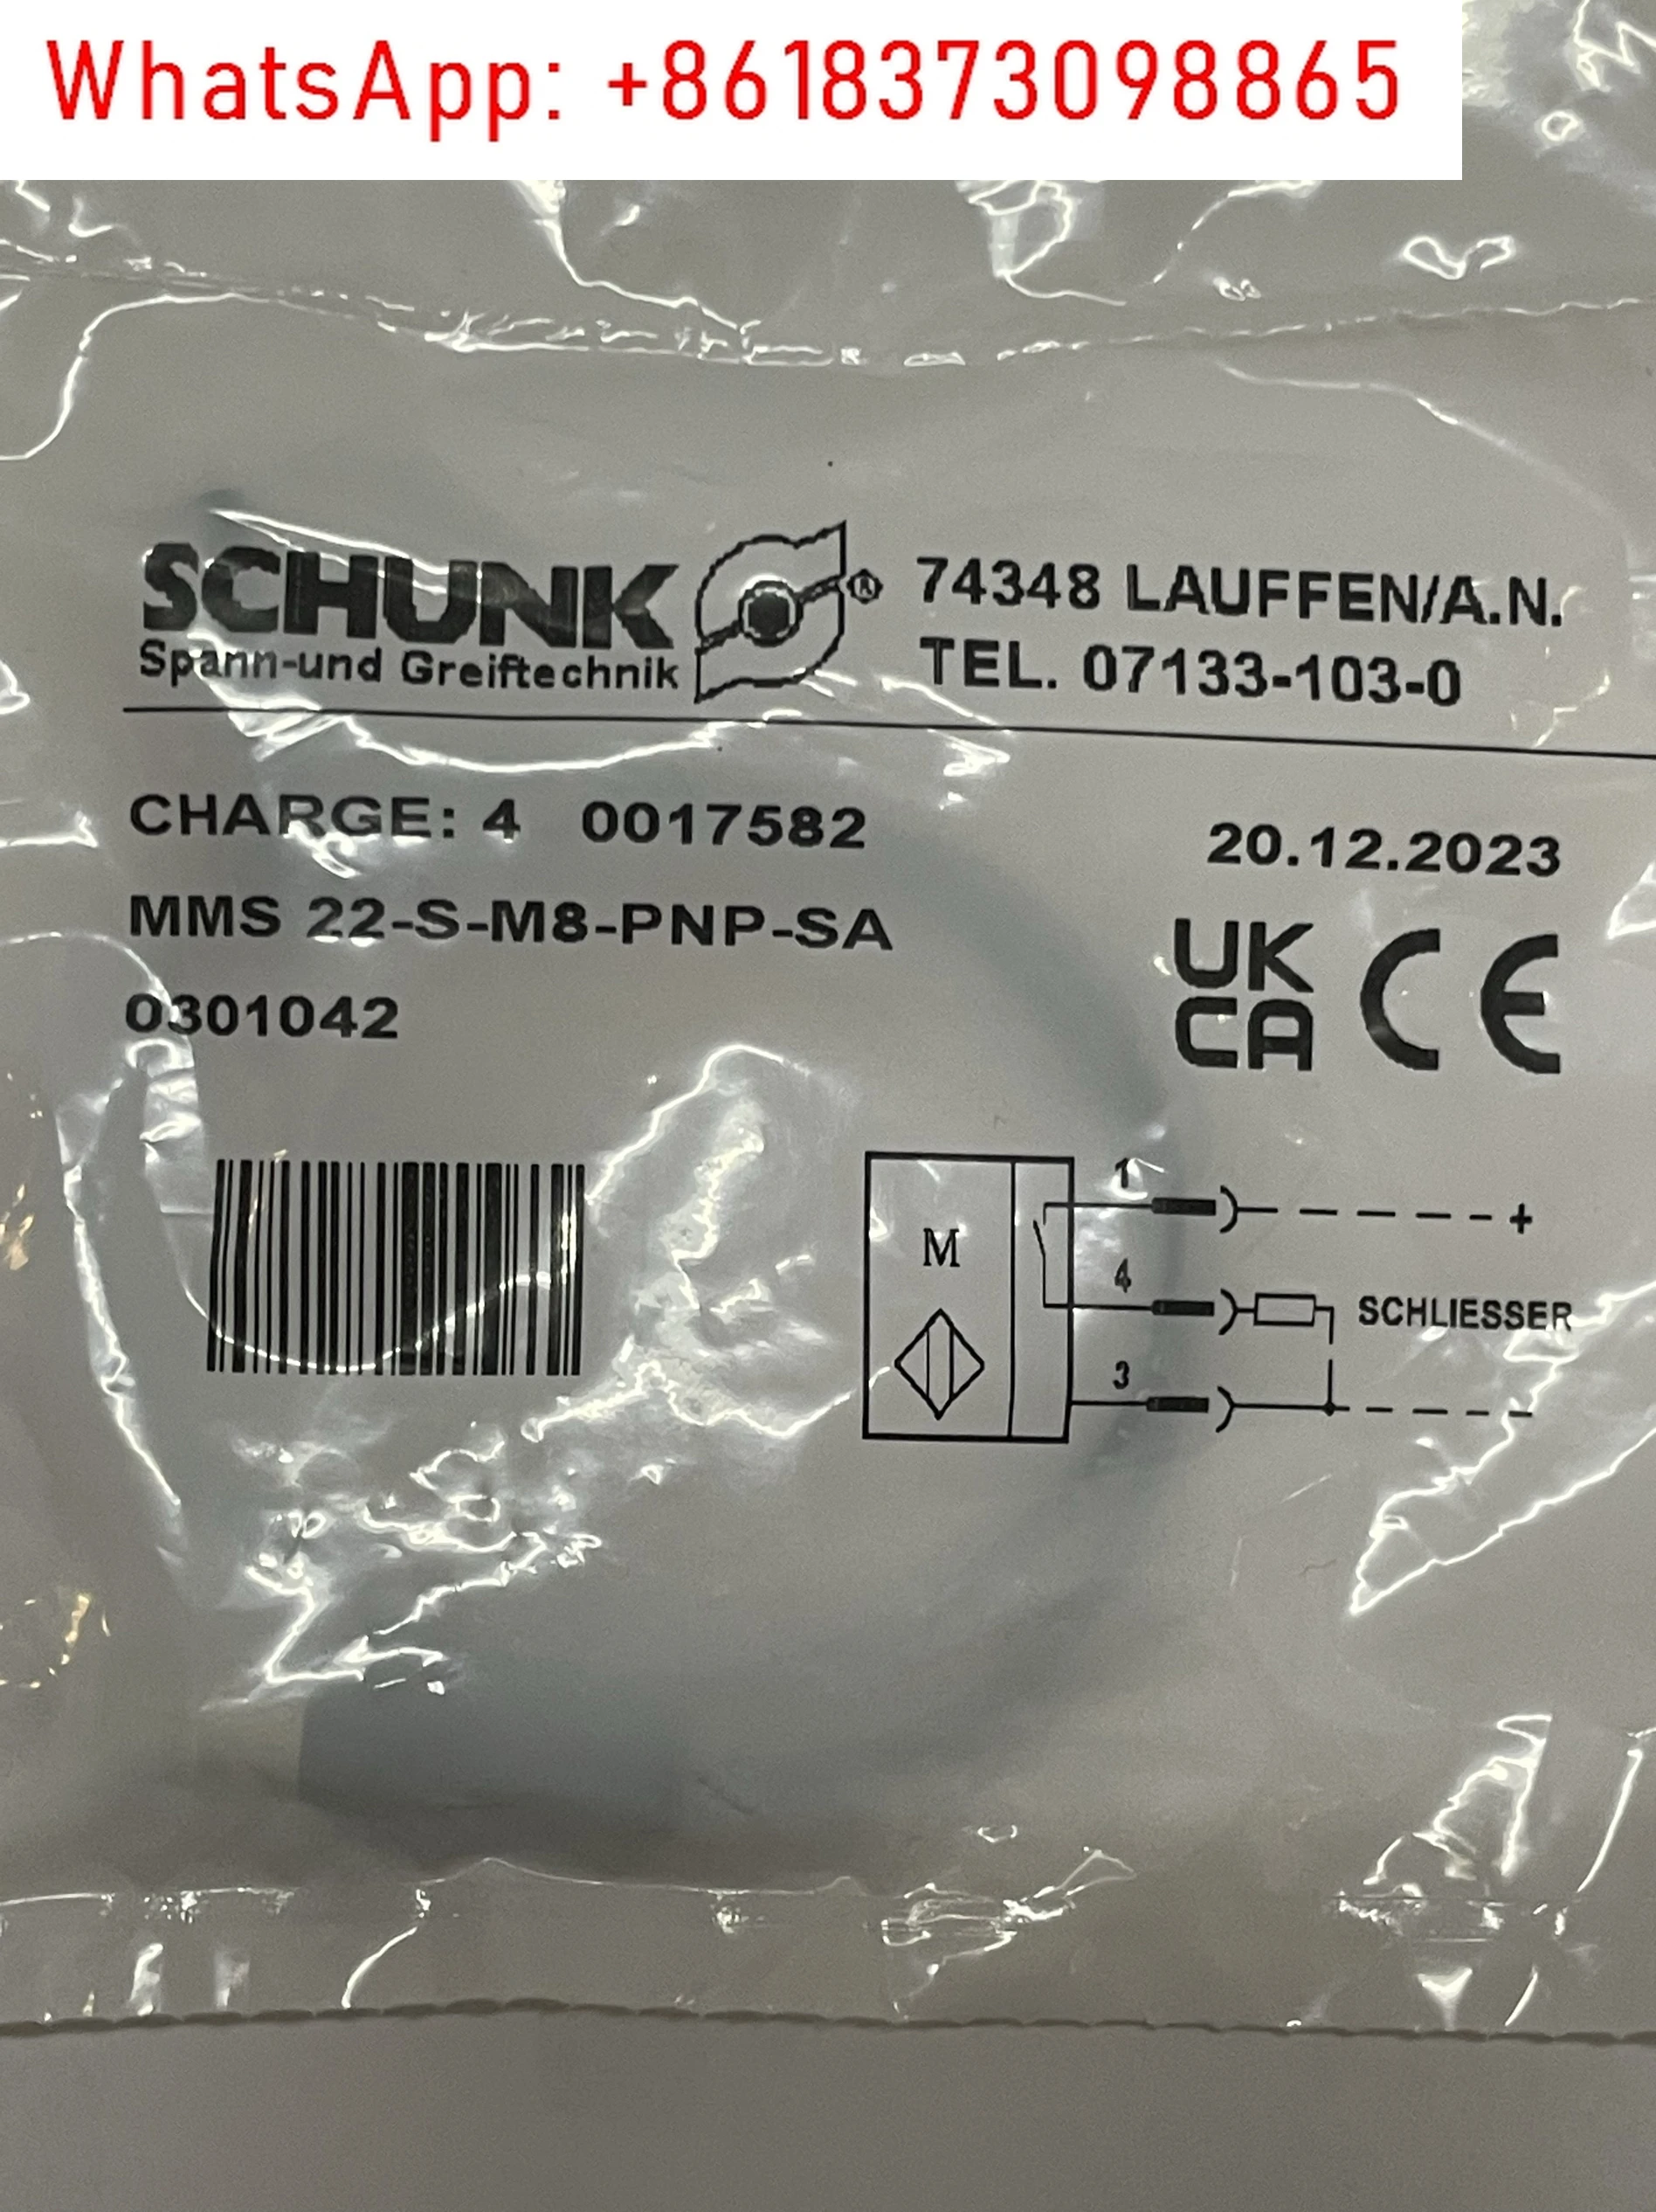 WhatsApp: +8618373098865
SCHUNK ® 74348 LAUFFEN/A.N.
Spann-und Greiftechnik TEL. 07133-103-0
CHARGE: 4 0017582 20.12.2023
MMS 22-S-M8-PNP-SA
0301042
UK
CA CE
1
+
M
4
SCHLIESSER
3
-